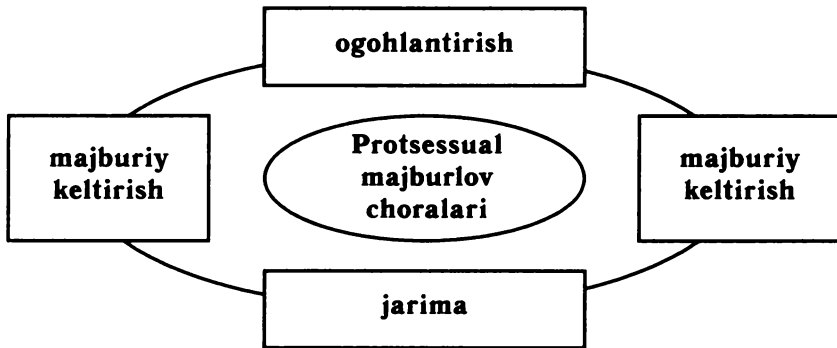 ogohlantirish
majburiy
keltirish
Protsessual
majburlov
choralari
majburiy
keltirish
jarima